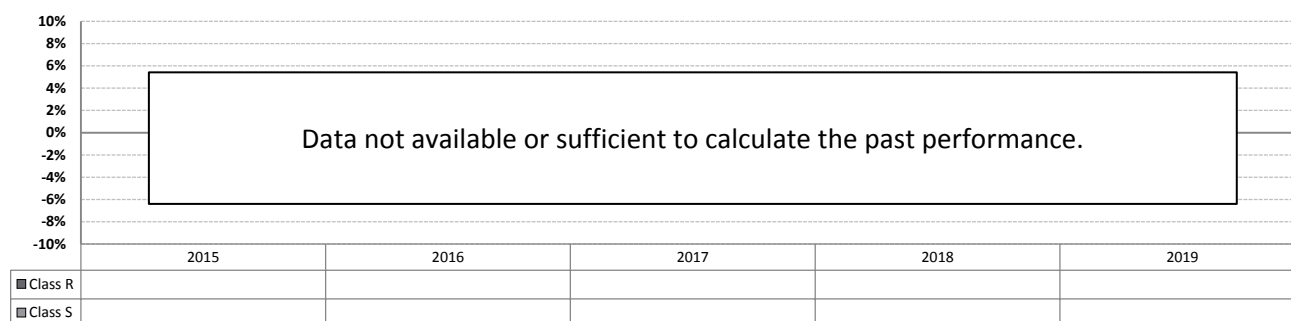 10%
8%
6%
4%
2%
0%
-2%
-4%
-6%
-8%
-10%
Data not available or sufficient to calculate the past performance.
2015 2016 2017 2018 2019
Class R
Class S